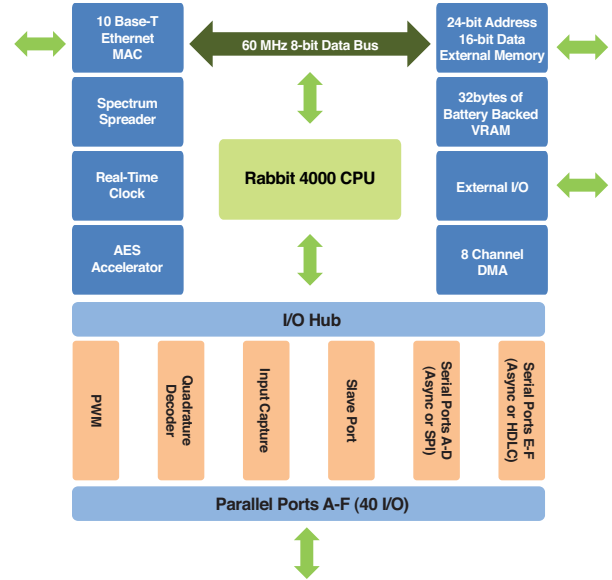 10 Base-T
Ethernet
MAC
60 MHz 8-bit Data Bus
24-bit Address
16-bit Data
External Memory
Spectrum
Spreader
32bytes of
Battery Backed
VRAM
Rabbit 4000 CPU
Real-Time
Clock
External I/O
AES
Accelerator
8 Channel
DMA
I/O Hub
PWM
Quadrature
Decoder
Input Capture
Slave Port
Serial Ports A-D
(Async or SPI)
Serial Ports E-F
(Async or HDLC)
Parallel Ports A-F (40 I/O)